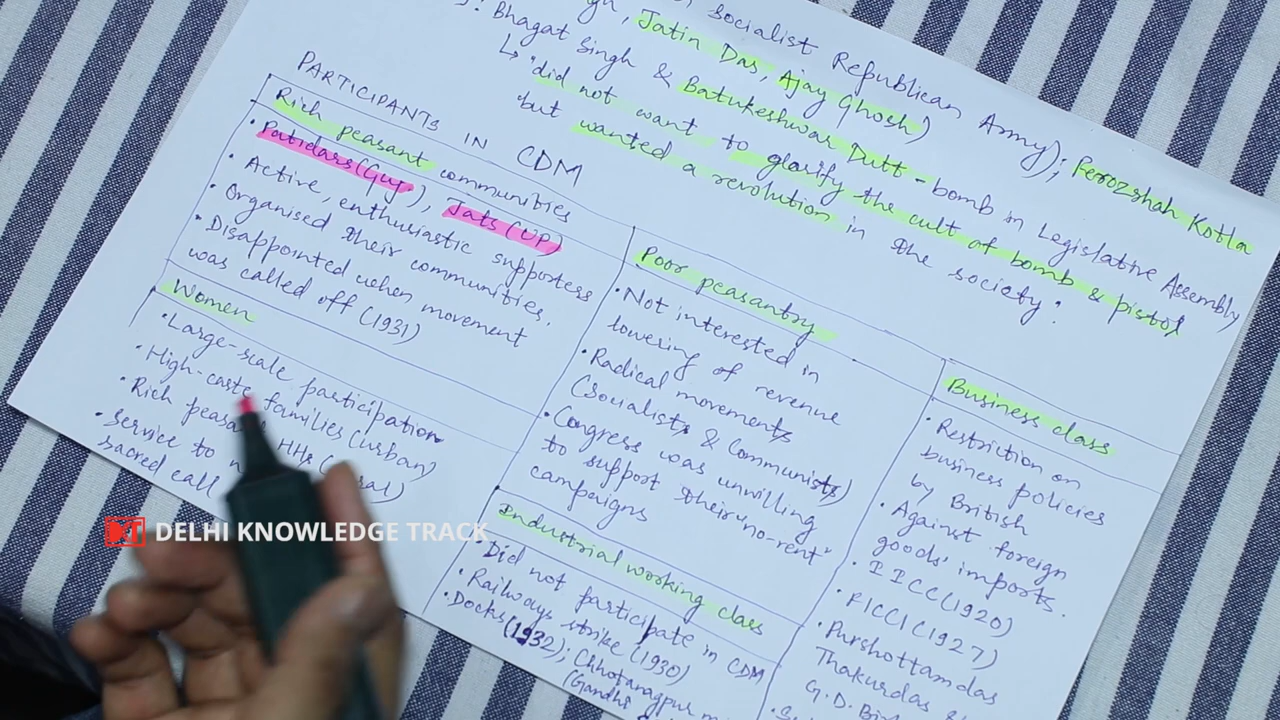 Socialist Republican Army); Ferozshah Kotla
Jatin Das, Ajay Ghosh)
Bhagat Singh & Batukeshwar Dutt - bomb in Legislative Assembly
↳ "did not want to glorify the cult of bomb & pistol
but wanted a revolution in the society".
PARTICIPANTS IN CDM
Rich peasant communities
• Patidars (Guj), Jats (UP)
• Active, enthusiastic supporters
• Organised their communities.
• Disappointed when movement
was called off (1931)
Women
• Large-scale participation
• High-caste families (urban)
• Rich HHs
• Service to
sacred call
Poor peasantry
• Not interested in
lowering of revenue
• Radical movements
(Socialists & Communists)
• Congress was unwilling
to support their "no-rent"
campaigns
Industrial working class
• Did not participate in CDM
• Railways strike (1930)
• Docks (1932); Chhotanagpur
(Gandhi
Business class
• Restriction on
business policies
by British
• Against foreign
goods' imports.
• IICC (1920)
• FICCI (1927)
• Purshottamdas
Thakurdas &
G.D.
DELHI KNOWLEDGE TRACK